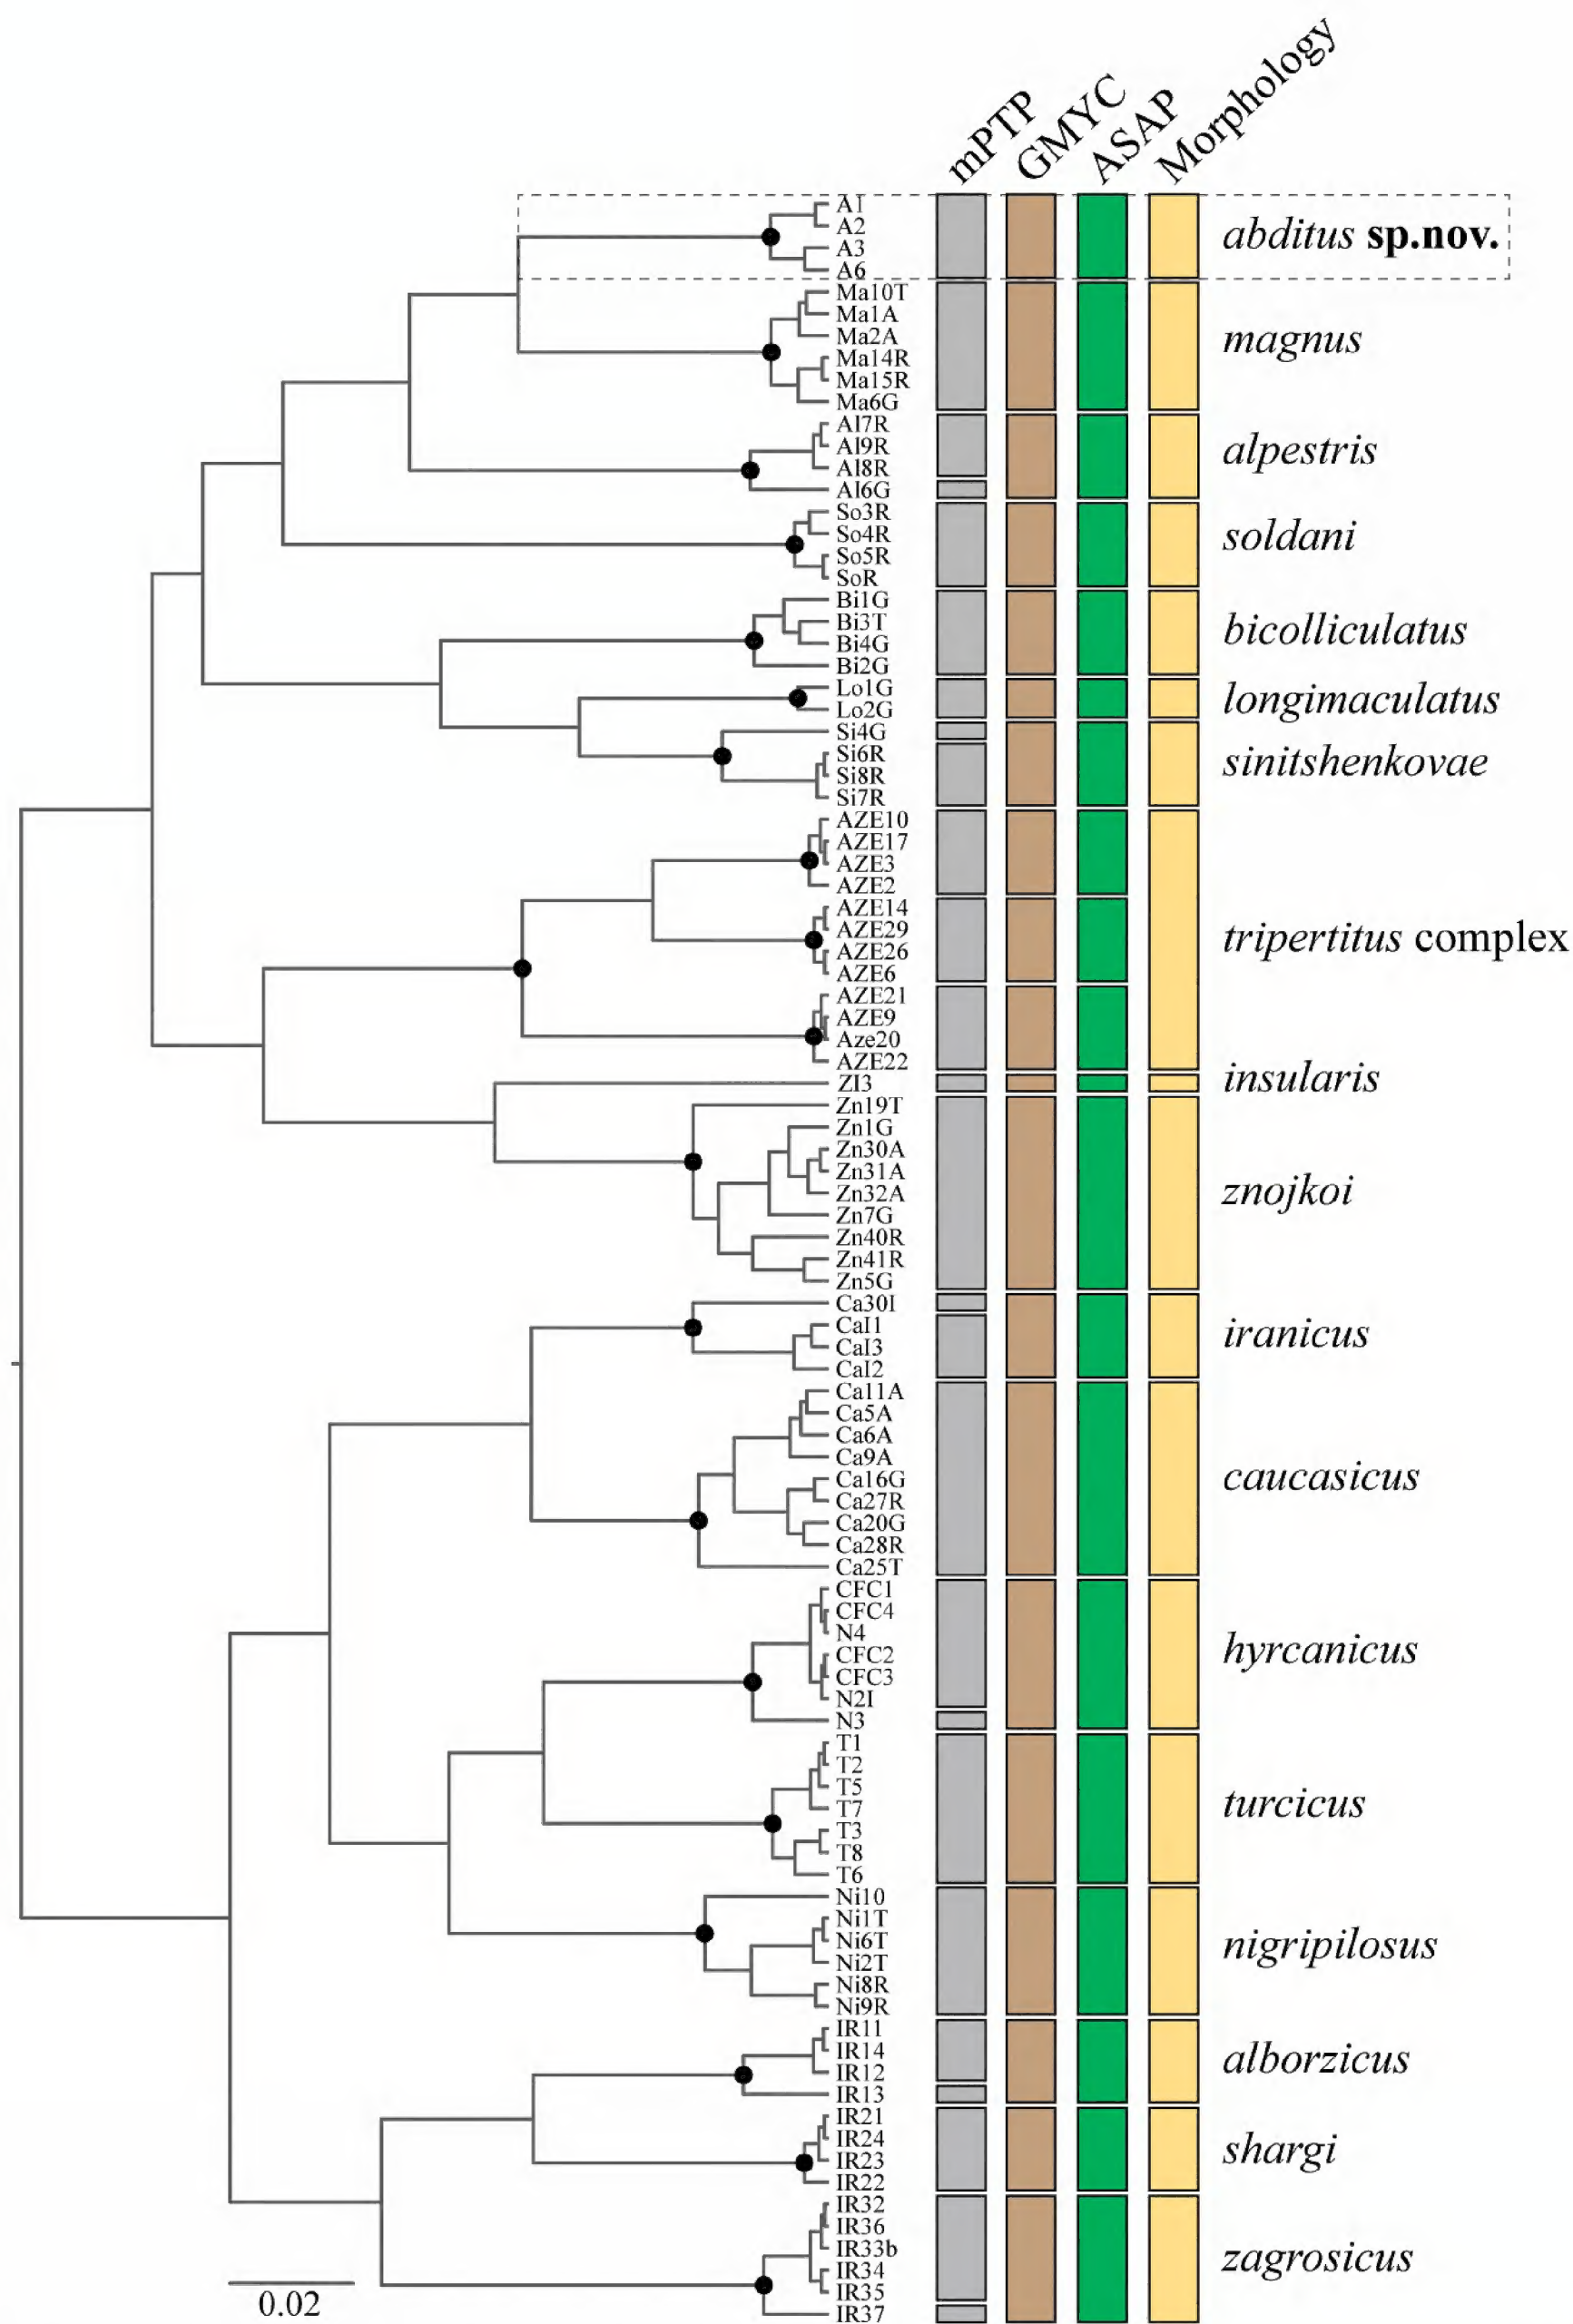 mPTP
GMYC
ASAP
Morphology
A1
A2
A3
A6
abditus sp.nov.
Ma10T
Ma1A
Ma2A
Ma14R
Ma15R
Ma6G
magnus
Al7R
Al9R
Al8R
Al6G
alpestris
So3R
So4R
So5R
SoR
soldani
Bi1G
Bi3T
Bi4G
Bi2G
bicolliculatus
Lo1G
Lo2G
longimaculatus
Si4G
Si6R
Si8R
Si7R
sinitshenkovae
AZE10
AZE17
AZE3
AZE2
AZE14
AZE29
AZE26
AZE6
AZE21
AZE9
Aze20
AZE22
tripertitus complex
ZI3
insularis
Zn19T
Zn1G
Zn30A
Zn31A
Zn32A
Zn7G
Zn40R
Zn41R
Zn5G
znojkoi
Ca30I
CaI1
CaI3
CaI2
iranicus
Ca11A
Ca5A
Ca6A
Ca9A
Ca16G
Ca27R
Ca20G
Ca28R
Ca25T
caucasicus
CFC1
CFC4
N4
CFC2
CFC3
N2I
N3
hyrcanicus
T1
T2
T5
T7
T3
T8
T6
turcicus
Ni10
Ni1T
Ni6T
Ni2T
Ni8R
Ni9R
nigripilosus
IR11
IR14
IR12
IR13
alborzicus
IR21
IR24
IR23
IR22
shargi
IR32
IR36
IR33b
IR34
IR35
IR37
zagrosicus
0.02